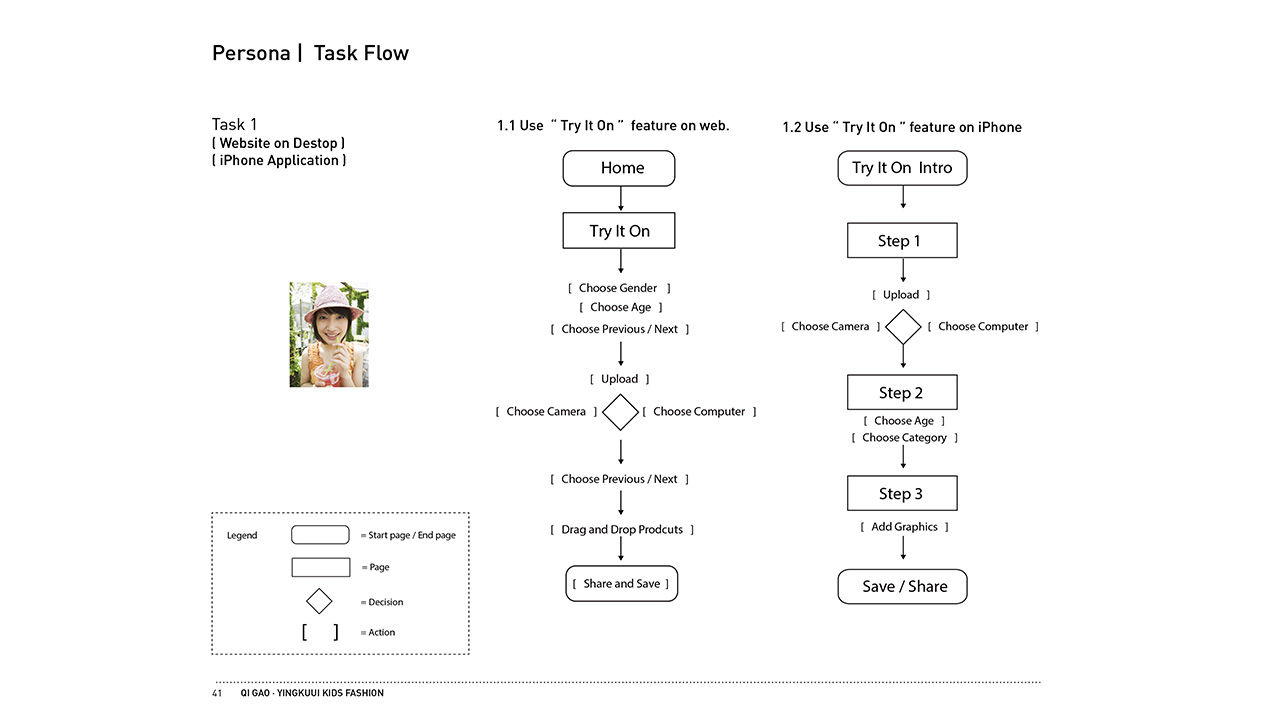 Persona | Task Flow
Task 1
( Website on Destop )
( iPhone Application )
1.1 Use “ Try It On ” feature on web.
Home
Try It On
[ Choose Gender ]
[ Choose Age ]
[ Choose Previous / Next ]
[ Upload ]
[ Choose Camera ] [ Choose Computer ]
[ Choose Previous / Next ]
[ Drag and Drop Prodcuts ]
[ Share and Save ]
1.2 Use “ Try It On ” feature on iPhone
Try It On Intro
Step 1
[ Upload ]
[ Choose Camera ] [ Choose Computer ]
Step 2
[ Choose Age ]
[ Choose Category ]
Step 3
[ Add Graphics ]
Save / Share
Legend
= Start page / End page
= Page
= Decision
[ ] = Action
41 QI GAO · YINGKUUI KIDS FASHION